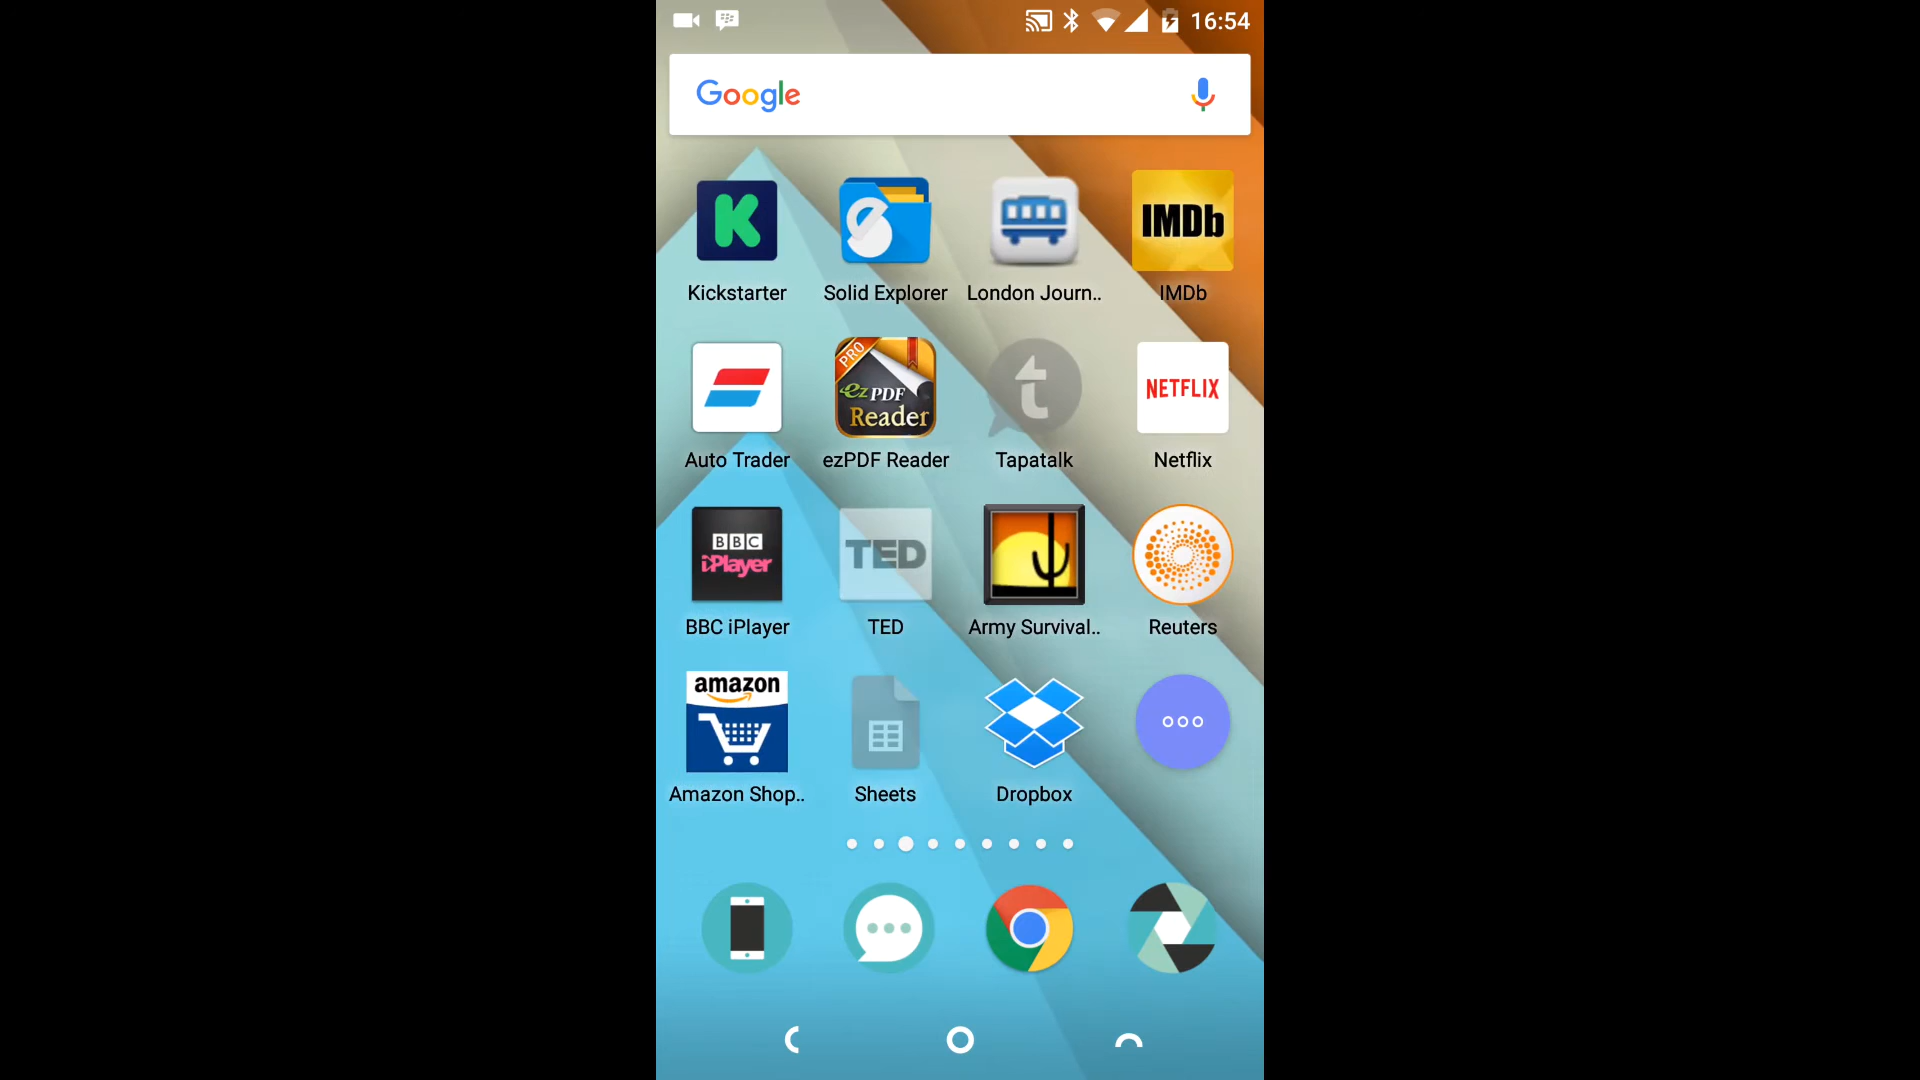 16:54
Google
K
IMDb
Kickstarter
Solid Explorer
London Journ..
IMDb
PRO
ezPDF
Reader
t
NETFLIX
Auto Trader
ezPDF Reader
Tapatalk
Netflix
BBC
iPlayer
TED
BBC iPlayer
TED
Army Survival..
Reuters
amazon
Amazon Shop..
Sheets
Dropbox